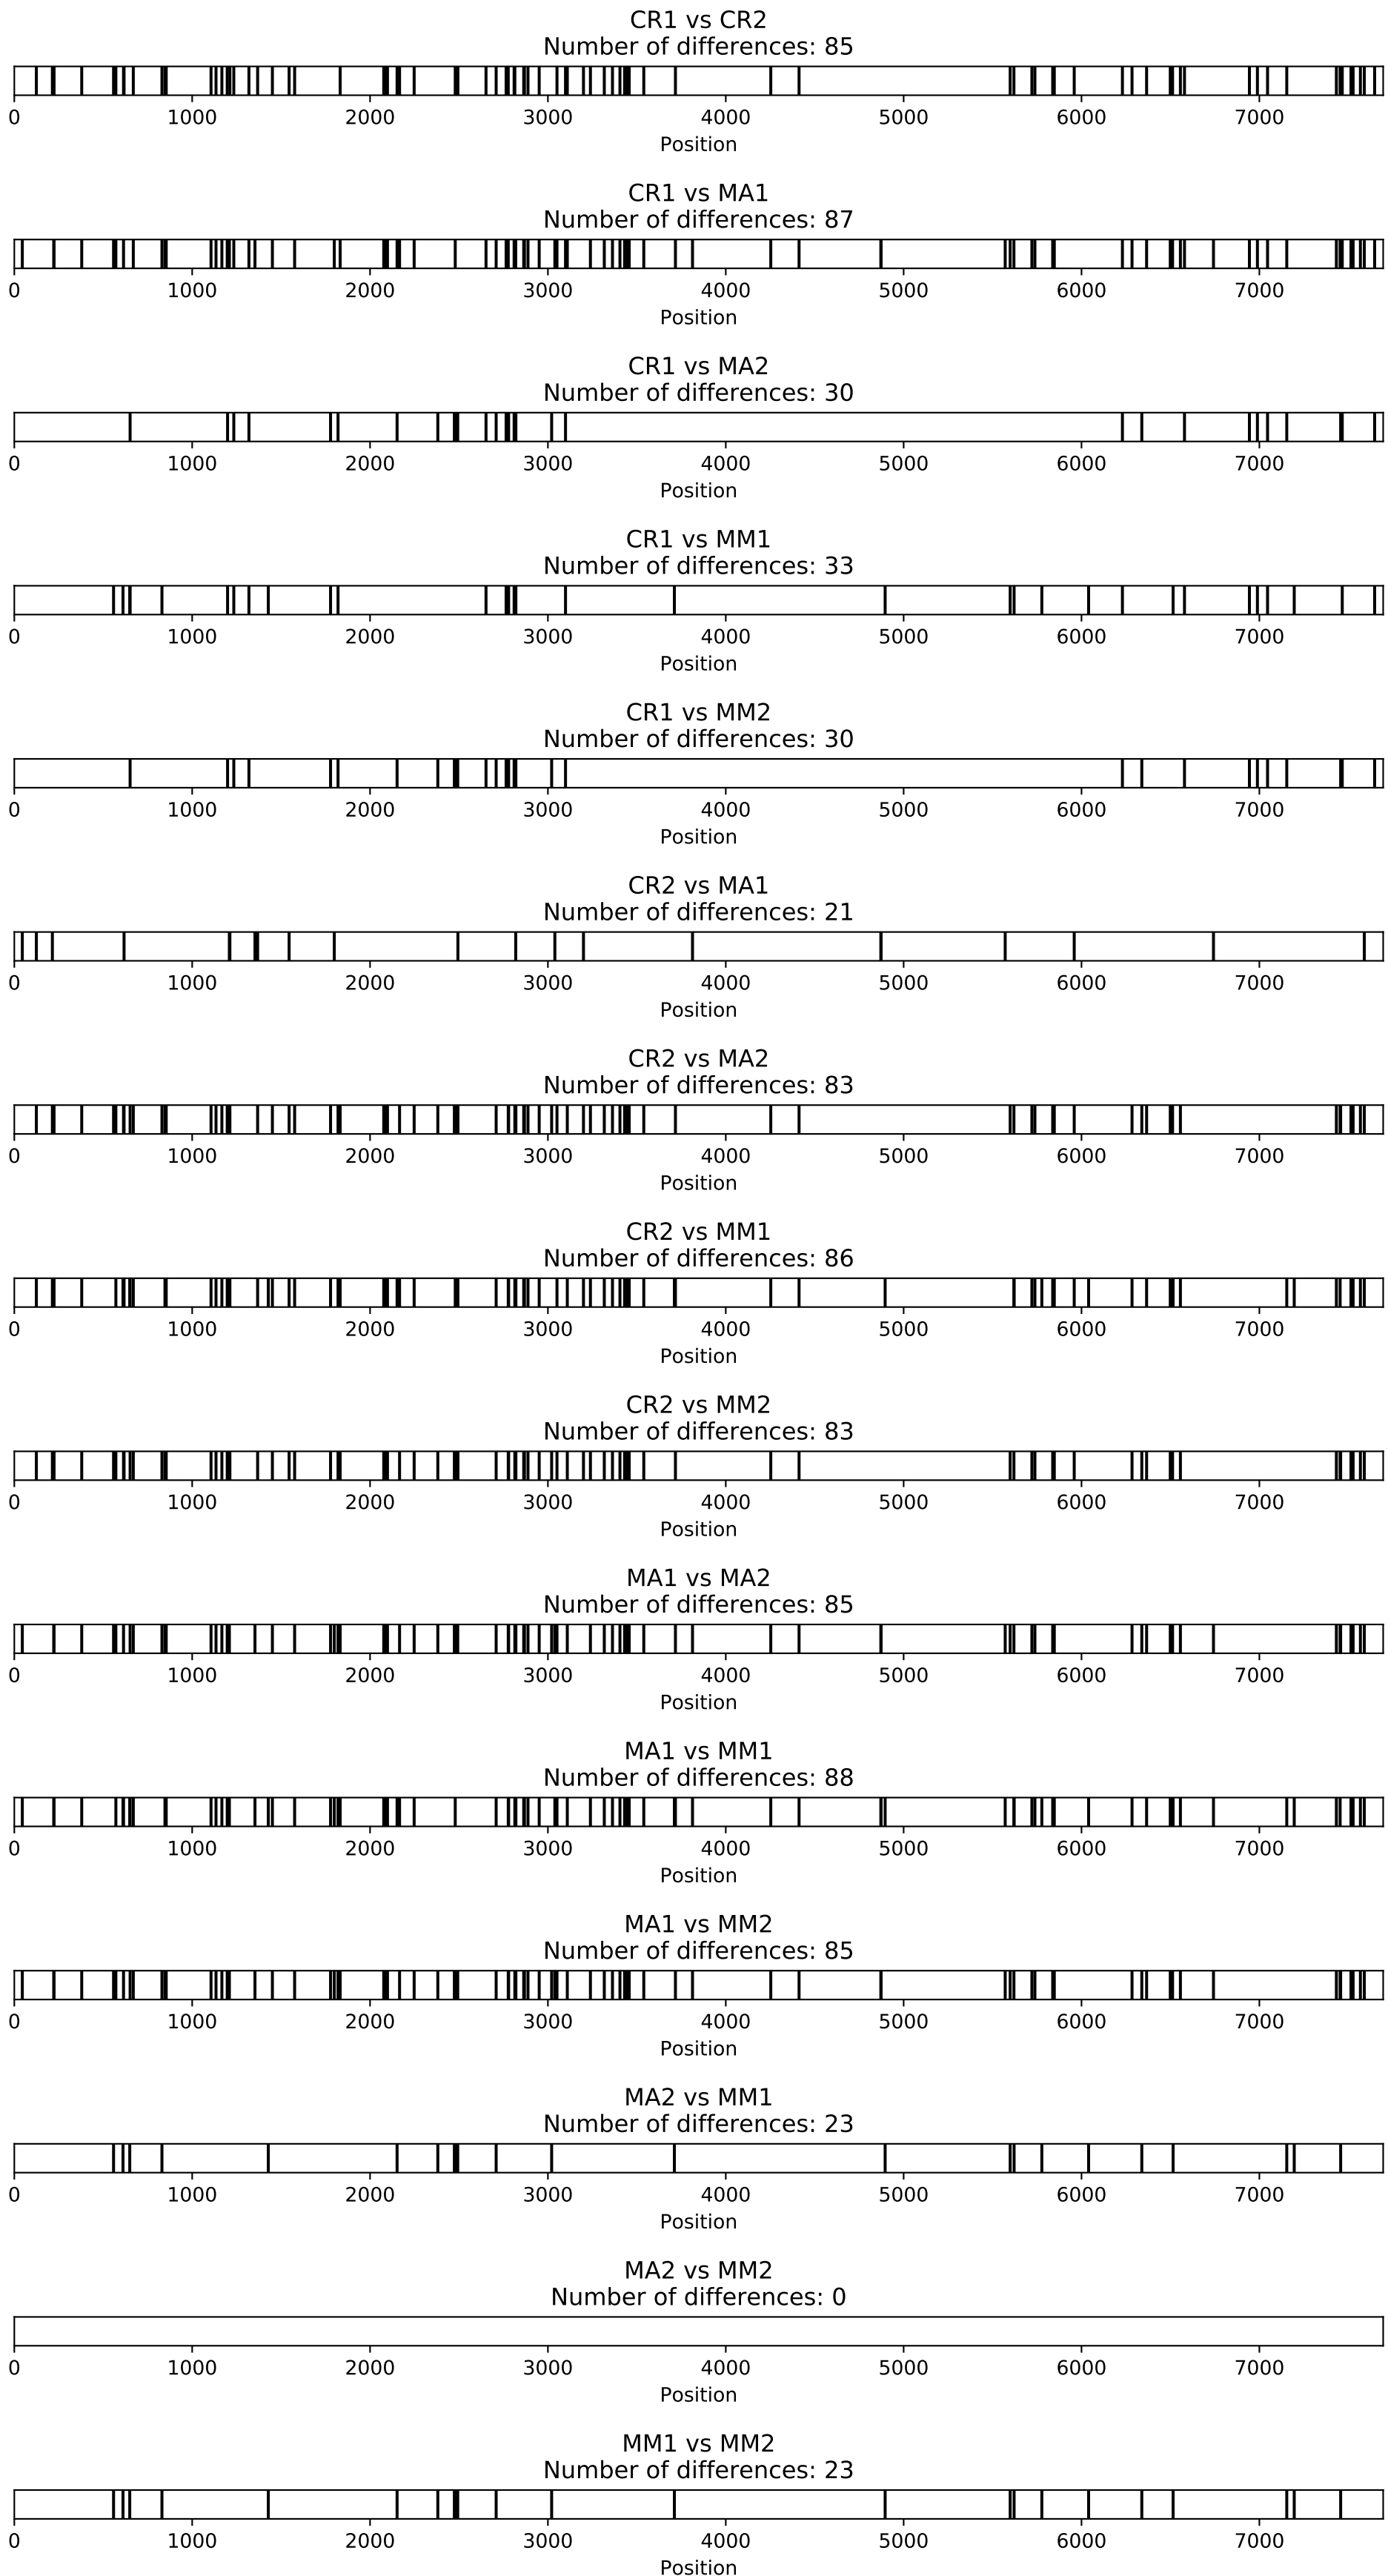 CR1 vs CR2
Number of differences: 85
0 1000 2000 3000 4000 5000 6000 7000
Position
CR1 vs MA1
Number of differences: 87
0 1000 2000 3000 4000 5000 6000 7000
Position
CR1 vs MA2
Number of differences: 30
0 1000 2000 3000 4000 5000 6000 7000
Position
CR1 vs MM1
Number of differences: 33
0 1000 2000 3000 4000 5000 6000 7000
Position
CR1 vs MM2
Number of differences: 30
0 1000 2000 3000 4000 5000 6000 7000
Position
CR2 vs MA1
Number of differences: 21
0 1000 2000 3000 4000 5000 6000 7000
Position
CR2 vs MA2
Number of differences: 83
0 1000 2000 3000 4000 5000 6000 7000
Position
CR2 vs MM1
Number of differences: 86
0 1000 2000 3000 4000 5000 6000 7000
Position
CR2 vs MM2
Number of differences: 83
0 1000 2000 3000 4000 5000 6000 7000
Position
MA1 vs MA2
Number of differences: 85
0 1000 2000 3000 4000 5000 6000 7000
Position
MA1 vs MM1
Number of differences: 88
0 1000 2000 3000 4000 5000 6000 7000
Position
MA1 vs MM2
Number of differences: 85
0 1000 2000 3000 4000 5000 6000 7000
Position
MA2 vs MM1
Number of differences: 23
0 1000 2000 3000 4000 5000 6000 7000
Position
MA2 vs MM2
Number of differences: 0
0 1000 2000 3000 4000 5000 6000 7000
Position
MM1 vs MM2
Number of differences: 23
0 1000 2000 3000 4000 5000 6000 7000
Position